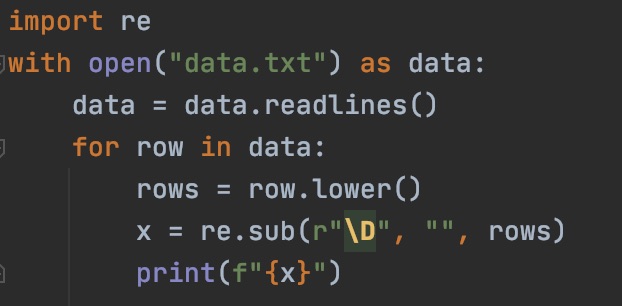 import re
with open("data.txt") as data:
    data = data.readlines()
    for row in data:
        rows = row.lower()
        x = re.sub(r"\D", "", rows)
        print(f"{x}")